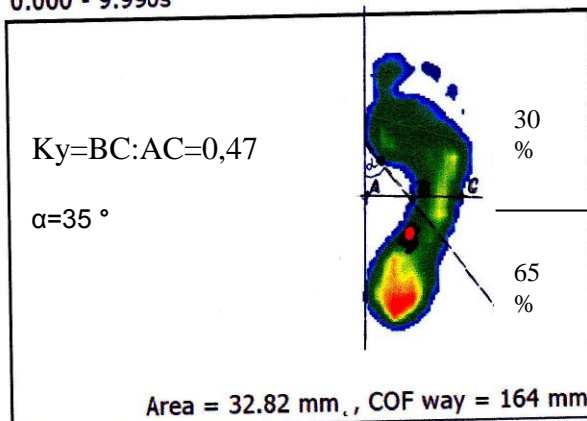 0.000 - 9.990s
30
%
Ky=BC:AC=0,47
α
A B C
α=35 °
65
%
Area = 32.82 mm , COF way = 164 mm